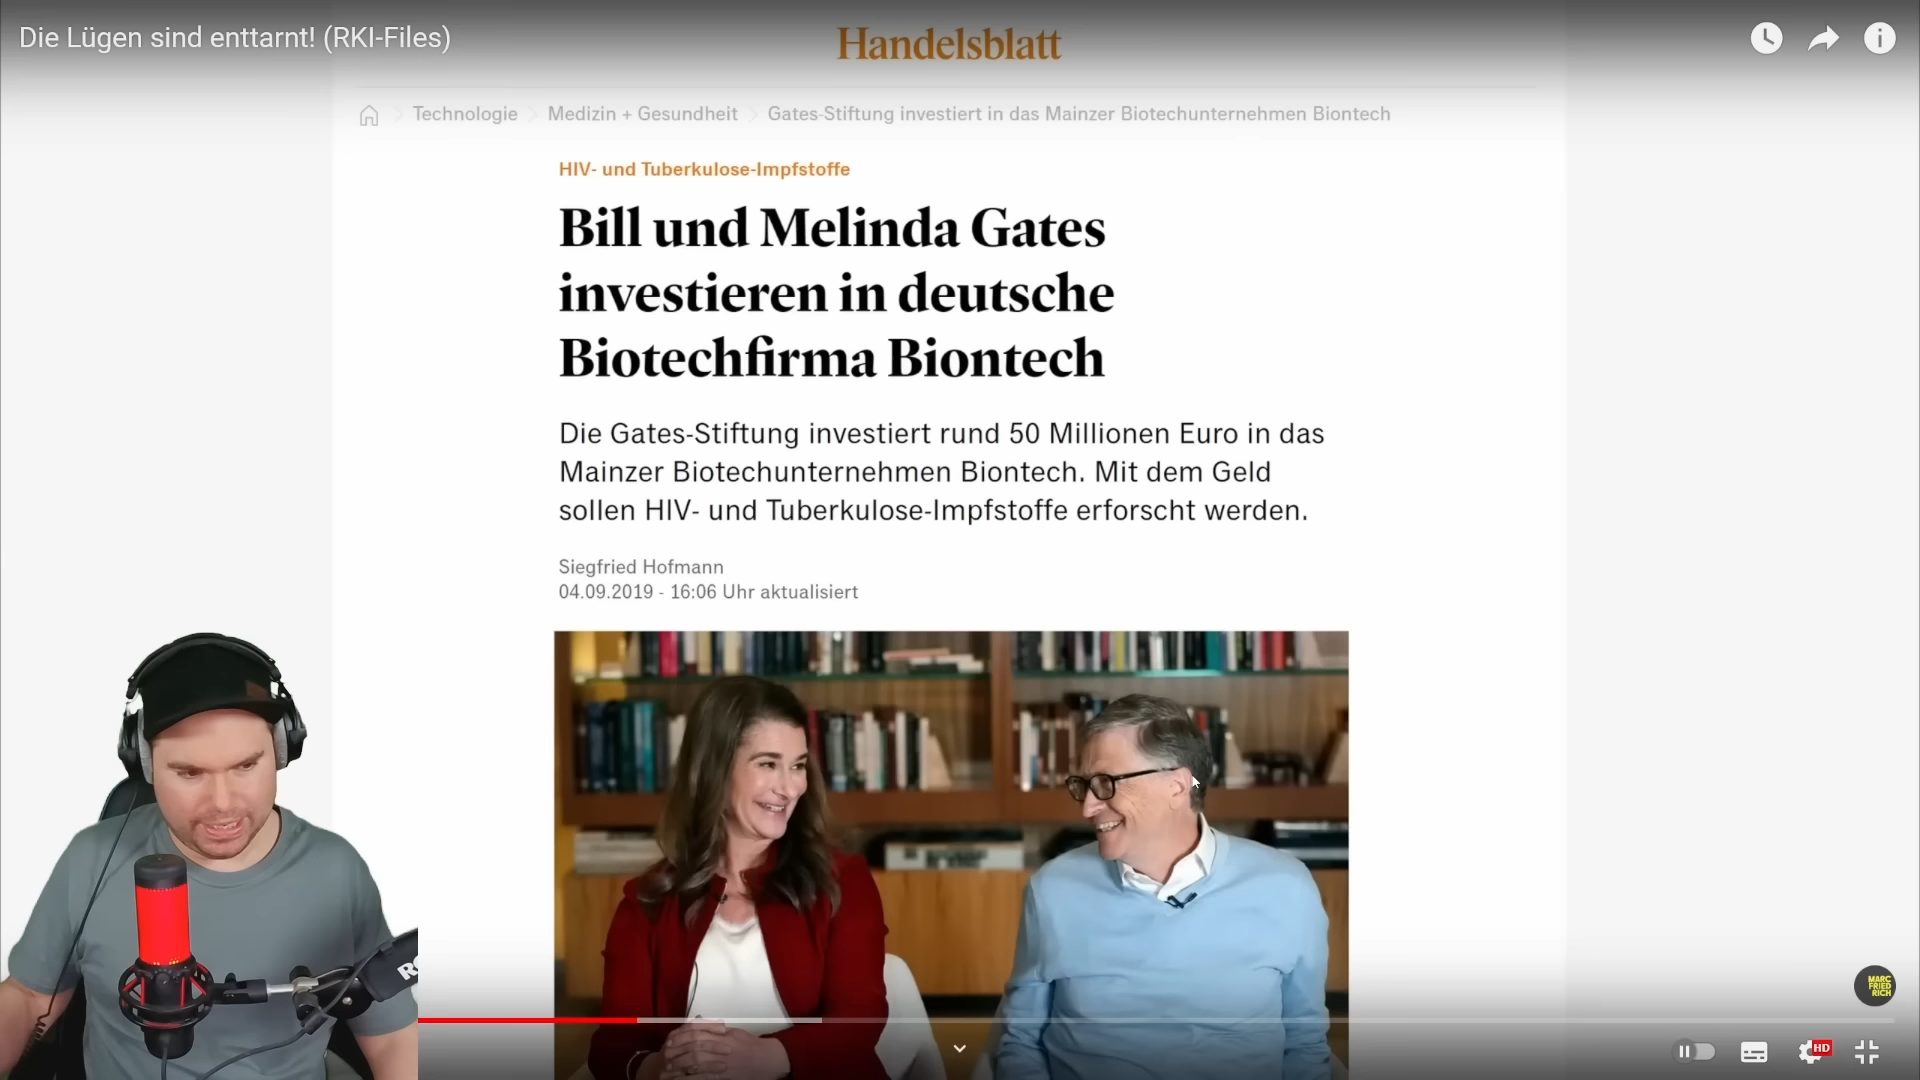 Die Lügen sind enttarnt! (RKI-Files)
Handelsblatt
Technologie
Medizin + Gesundheit
Gates-Stiftung investiert in das Mainzer Biotechunternehmen Biontech
HIV- und Tuberkulose-Impfstoffe
Bill und Melinda Gates
investieren in deutsche
Biotechfirma Biontech
Die Gates-Stiftung investiert rund 50 Millionen Euro in das
Mainzer Biotechunternehmen Biontech. Mit dem Geld
sollen HIV- und Tuberkulose-Impfstoffe erforscht werden.
Siegfried Hofmann
04.09.2019 - 16:06 Uhr aktualisiert
MARC
FRIED
RICH
HD